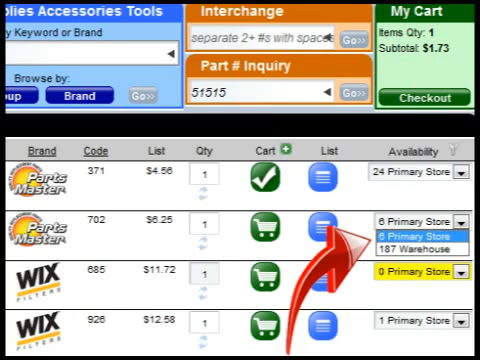 plies Accessories Tools
y Keyword or Brand
Browse by:
oup
Brand
Go>>
Interchange
separate 2+ #s with spaces
Go>>
Part # Inquiry
51515
Go>>
My Cart
Items Qty: 1
Subtotal: $1.73
Checkout
Brand Code List Qty Cart List Availability
Parts Master 371 $4.56 1 24 Primary Store
Parts Master 702 $6.25 1 6 Primary Store
6 Primary Store
187 Warehouse
WIX FILTERS 685 $11.72 1 0 Primary Store
WIX FILTERS 926 $12.58 1 1 Primary Store